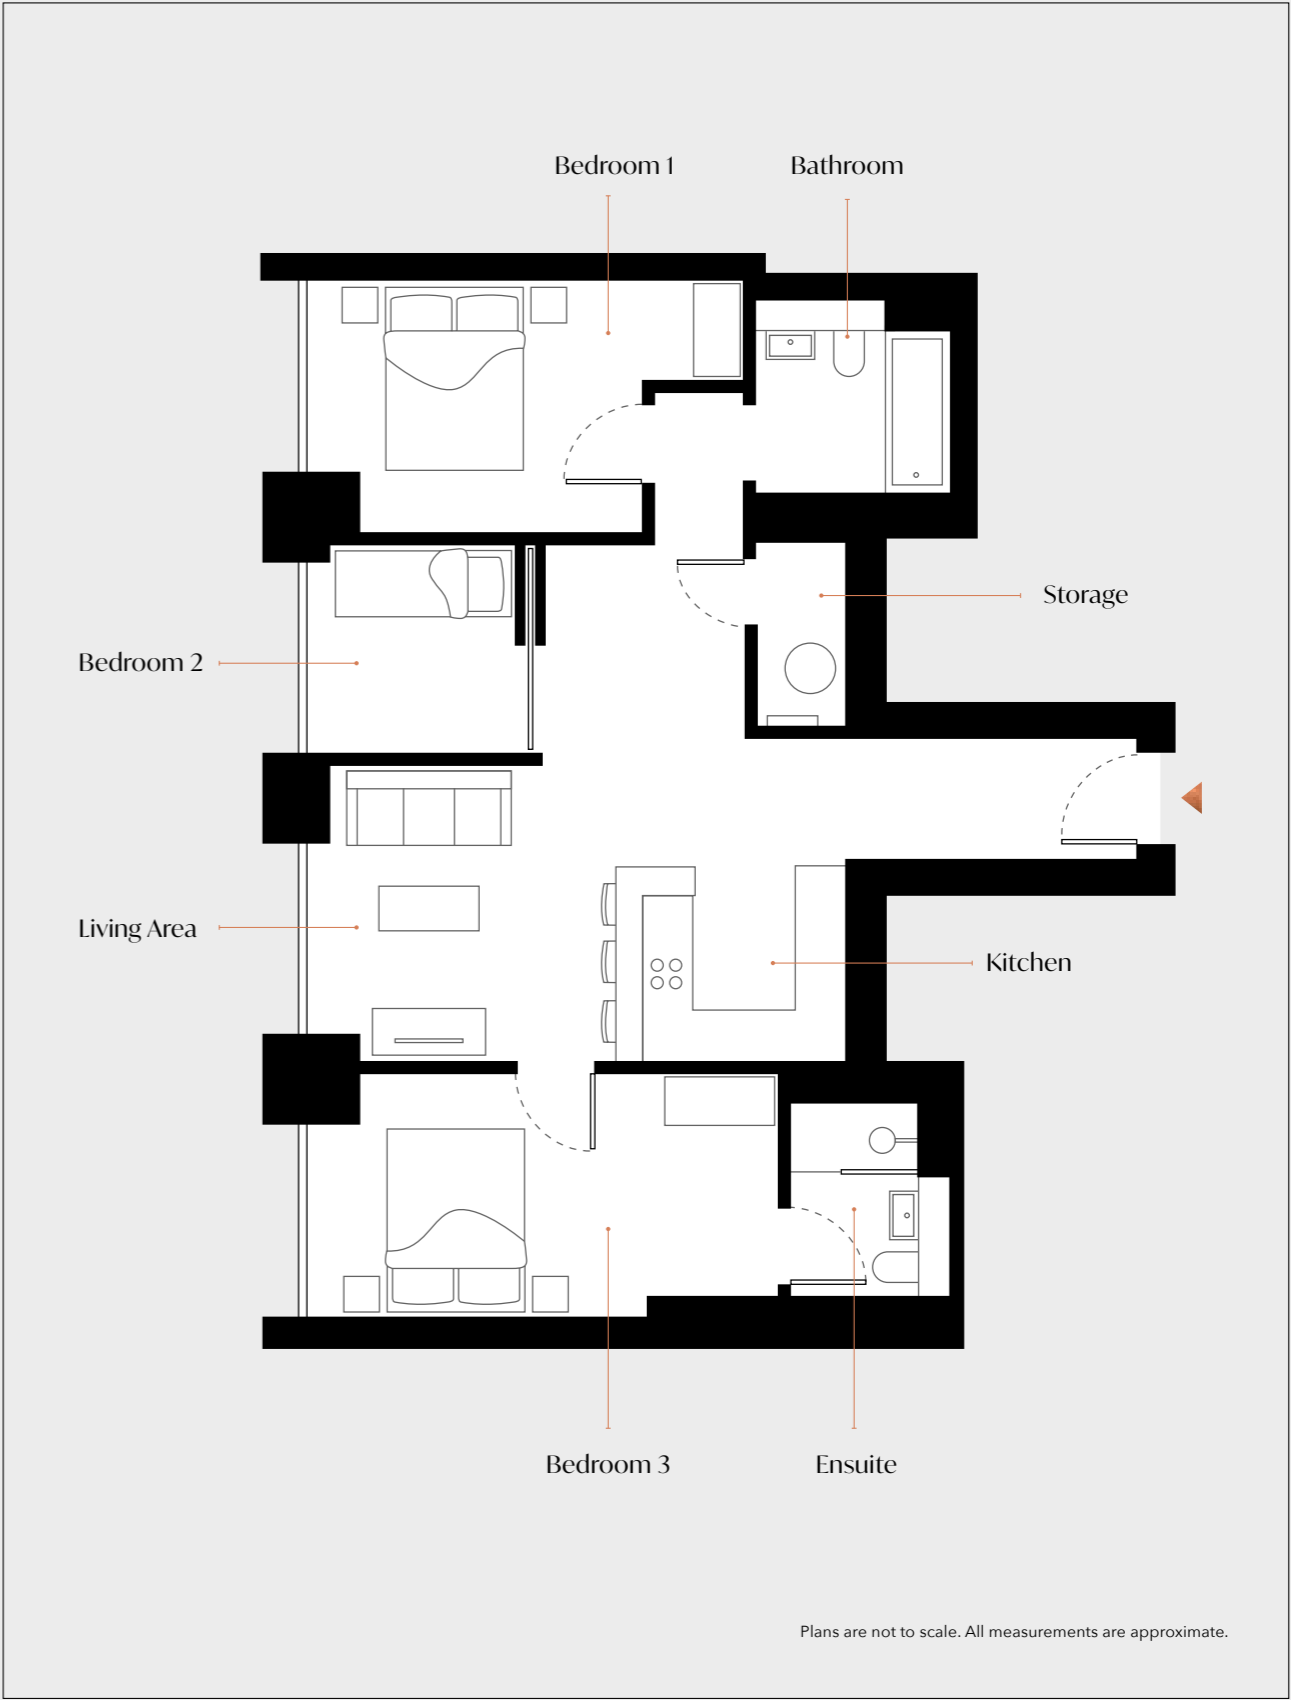 Bedroom 1
Bathroom
Storage
Bedroom 2
Living Area
Kitchen
Bedroom 3
Ensuite
Plans are not to scale. All measurements are approximate.